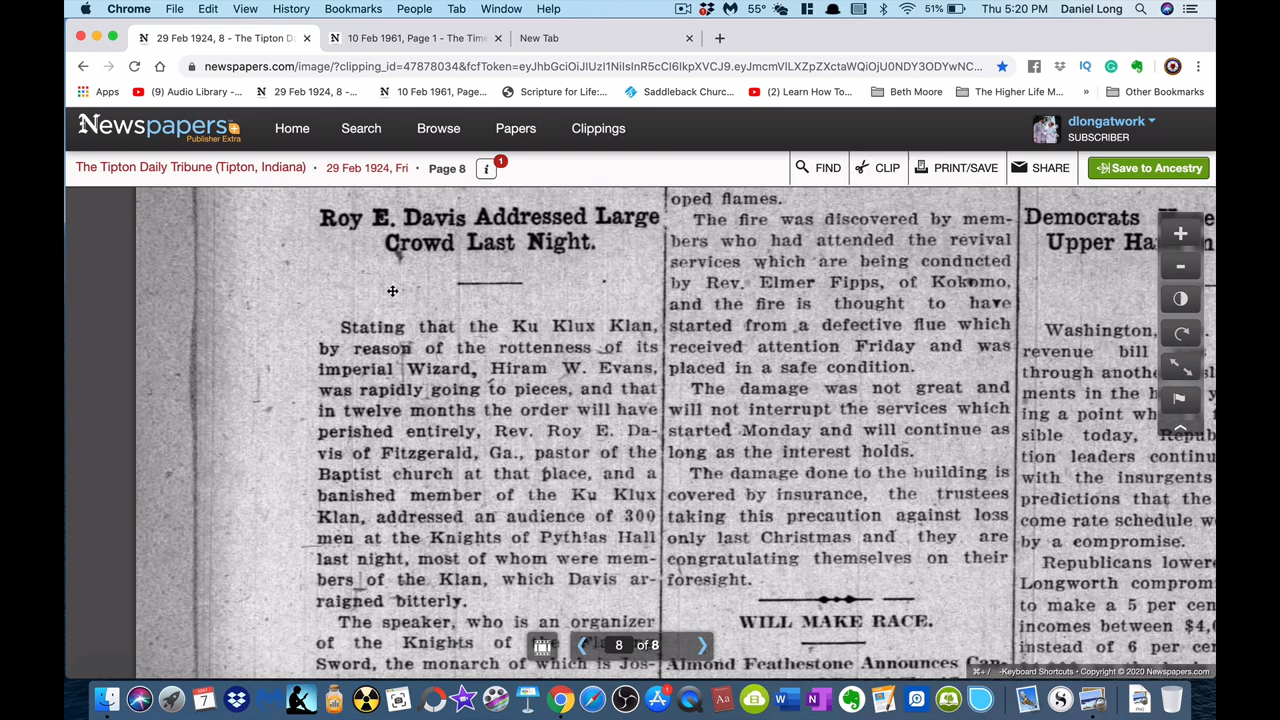 Chrome File Edit View History Bookmarks People Tab Window Help 55° 51% Thu 5:20 PM Daniel Long
29 Feb 1924, 8 - The Tipton D
10 Feb 1961, Page 1 - The Time
New Tab
newspapers.com/image/?clipping_id=47878034&fcfToken=eyJhbGciOiJIUzI1NiIsInR5cCI6IkpXVCJ9.eyJmcmVlLXZpZXctaWQiOjU0NDY3ODYwNC...
Apps (9) Audio Library -... 29 Feb 1924, 8 -... 10 Feb 1961, Page... Scripture for Life:... Saddleback Churc... (2) Learn How To... Beth Moore The Higher Life M... » Other Bookmarks
Newspapers
Publisher Extra
Home Search Browse Papers Clippings
dlongatwork
SUBSCRIBER
The Tipton Daily Tribune (Tipton, Indiana) • 29 Feb 1924, Fri • Page 8 1
FIND CLIP PRINT/SAVE SHARE Save to Ancestry
Roy E. Davis Addressed Large
Crowd Last Night.
Stating that the Ku Klux Klan,
by reason of the rottenness of its
imperial Wizard, Hiram W. Evans,
was rapidly going to pieces, and that
in twelve months the order will have
perished entirely, Rev. Roy E. Da-
vis of Fitzgerald, Ga., pastor of the
Baptist church at that place, and a
banished member of the Ku Klux
Klan, addressed an audience of 300
men at the Knights of Pythias Hall
last night, most of whom were mem-
bers of the Klan, which Davis ar-
raigned bitterly.
The speaker, who is an organizer
of the Knights of
Sword, the monarch of which is Jos-
oped flames.
The fire was discovered by mem-
bers who had attended the revival
services which are being conducted
by Rev. Elmer Fipps, of Kokomo,
and the fire is thought to have
started from a defective flue which
received attention Friday and was
placed in a safe condition.
The damage was not great and
will not interrupt the services which
started Monday and will continue as
long as the interest holds.
The damage done to the building is
covered by insurance, the trustees
taking this precaution against loss
only last Christmas and they are
congratulating themselves on their
foresight.
WILL MAKE RACE.
Almond Feathestone Announces Can-
Democrats
Upper
Washington,
revenue bill
through anothe
ments in the h
ing a point wh
sible today, Repub
tion leaders continu
with the insurgents
predictions that the
come rate schedule w
by a compromise.
Republicans lowere
Longworth comprom
to make a 5 per cen
incomes between $4,
instead of 6 per cen
8 of 8
⌘+/ -Keyboard Shortcuts • Copyright © 2020 Newspapers.com